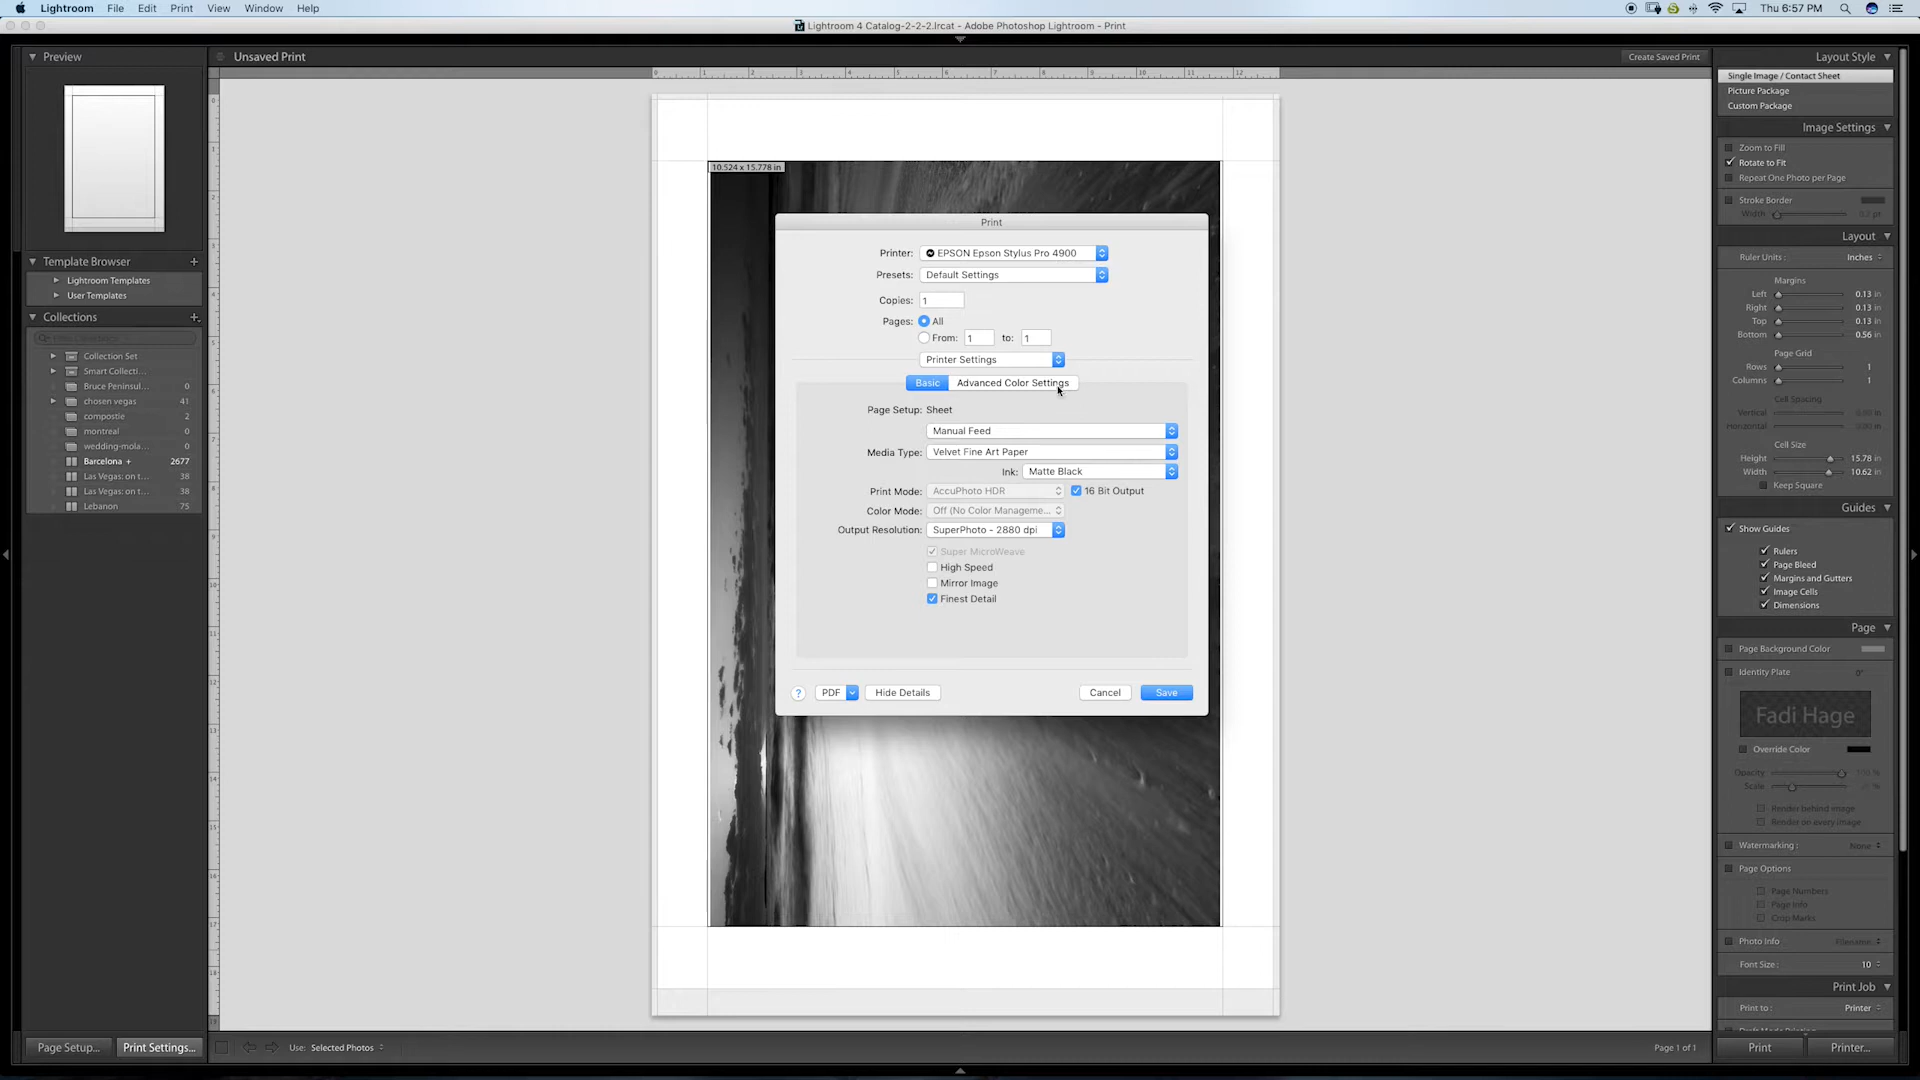 Lightroom File Edit Print View Window Help
Thu 6:57 PM
Lightroom 4 Catalog-2-2-2.lrcat - Adobe Photoshop Lightroom - Print
Preview
Unsaved Print
Create Saved Print
Layout Style
Single Image / Contact Sheet
Picture Package
Custom Package
Image Settings
Zoom to Fill
Rotate to Fit
Repeat One Photo per Page
Stroke Border
Width
Layout
Ruler Units: Inches
Margins
Left 0.13 in
Right 0.13 in
Top 0.13 in
Bottom 0.56 in
Page Grid
Rows 1
Columns 1
Cell Spacing
Vertical 0.00 in
Horizontal 0.00 in
Cell Size
Height 15.78 in
Width 10.62 in
Keep Square
Guides
Show Guides
Rulers
Page Bleed
Margins and Gutters
Image Cells
Dimensions
Page
Page Background Color
Identity Plate 0°
Fadi Hage
Override Color
Opacity 100 %
Scale
Render behind image
Render on every image
Watermarking: None
Page Options
Page Numbers
Page Info
Crop Marks
Photo Info Filename
Font Size: 10
Print Job
Print to: Printer
Draft Mode Printing
Print Printer...
Template Browser +
Lightroom Templates
User Templates
Collections +
Collection Set
Smart Collecti...
Bruce Peninsul... 0
chosen vegas 41
compostie 2
montreal 0
wedding-mola... 0
Barcelona + 2677
Las Vegas: on t... 38
Las Vegas: on t... 38
Lebanon 75
Page Setup... Print Settings...
Use: Selected Photos
Page 1 of 1
10.524 x 15.778 in
Print
Printer: EPSON Epson Stylus Pro 4900
Presets: Default Settings
Copies: 1
Pages: All
From: 1 to: 1
Printer Settings
Basic Advanced Color Settings
Page Setup: Sheet
Manual Feed
Media Type: Velvet Fine Art Paper
Ink: Matte Black
Print Mode: AccuPhoto HDR 16 Bit Output
Color Mode: Off (No Color Manageme...
Output Resolution: SuperPhoto - 2880 dpi
Super MicroWeave
High Speed
Mirror Image
Finest Detail
? PDF Hide Details Cancel Save